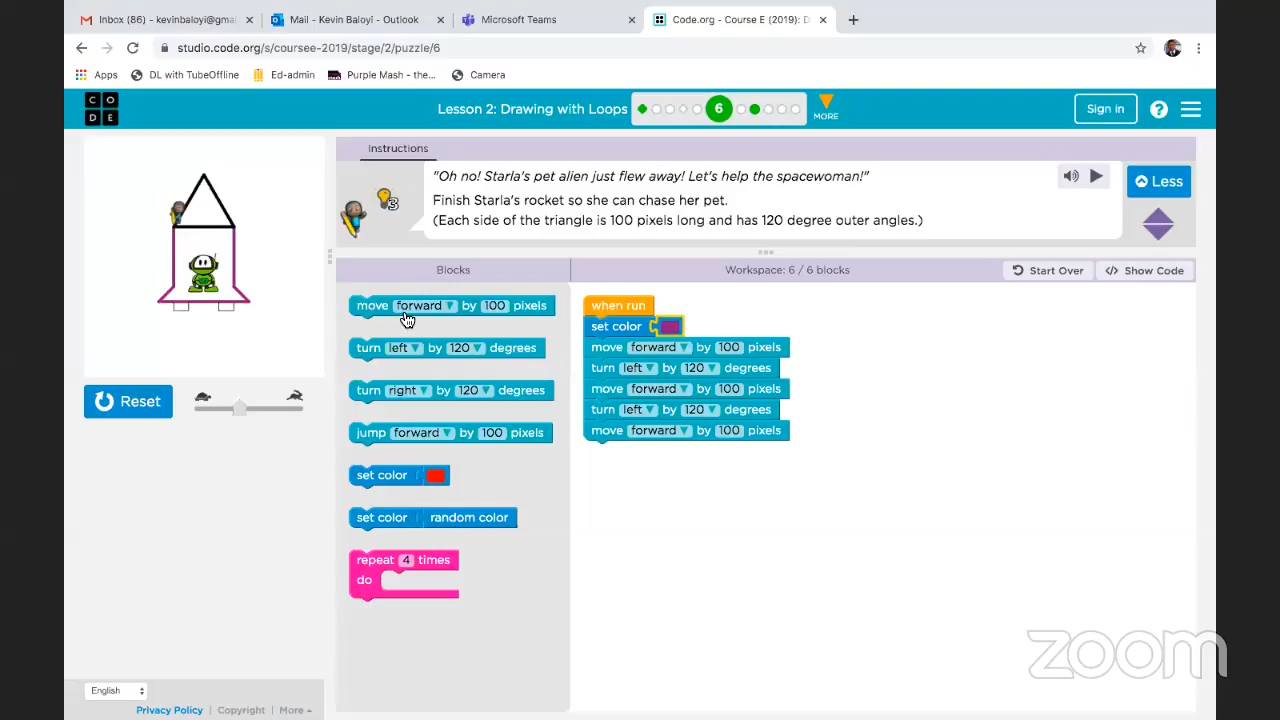 Inbox (86) - kevinbaloyi@gmai
Mail - Kevin Baloyi - Outlook
Microsoft Teams
Code.org - Course E (2019): D
studio.code.org/s/coursee-2019/stage/2/puzzle/6
Apps
DL with TubeOffline
Ed-admin
Purple Mash - the...
Camera
C O
D E
Lesson 2: Drawing with Loops
6
MORE
Sign in
?
Instructions
3
"Oh no! Starla's pet alien just flew away! Let's help the spacewoman!"
Finish Starla's rocket so she can chase her pet.
(Each side of the triangle is 100 pixels long and has 120 degree outer angles.)
Less
Blocks
Workspace: 6 / 6 blocks
Start Over
Show Code
move forward by 100 pixels
turn left by 120 degrees
turn right by 120 degrees
jump forward by 100 pixels
set color
set color random color
repeat 4 times
do
when run
set color
move forward by 100 pixels
turn left by 120 degrees
move forward by 100 pixels
turn left by 120 degrees
move forward by 100 pixels
Reset
English
Privacy Policy | Copyright | More
zoom